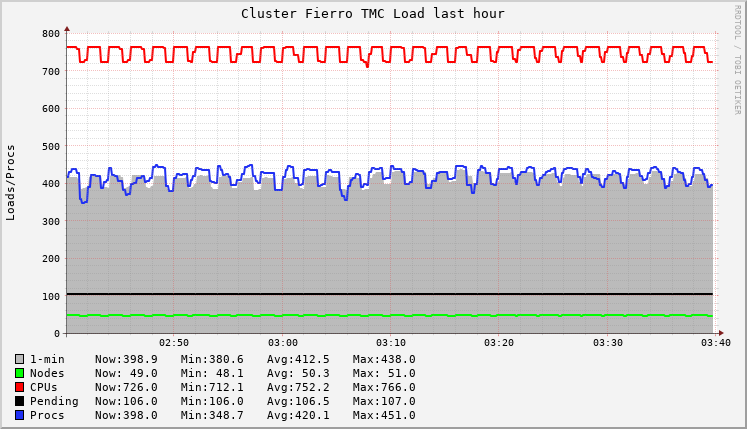 Cluster Fierro TMC Load last hour
RRDTOOL / TOBI OETIKER
Loads/Procs
800
700
600
500
400
300
200
100
0
02:50 03:00 03:10 03:20 03:30 03:40
1-min Now:398.9 Min:380.6 Avg:412.5 Max:438.0
Nodes Now: 49.0 Min: 48.1 Avg: 50.3 Max: 51.0
CPUs Now:726.0 Min:712.1 Avg:752.2 Max:766.0
Pending Now:106.0 Min:106.0 Avg:106.5 Max:107.0
Procs Now:398.0 Min:348.7 Avg:420.1 Max:451.0